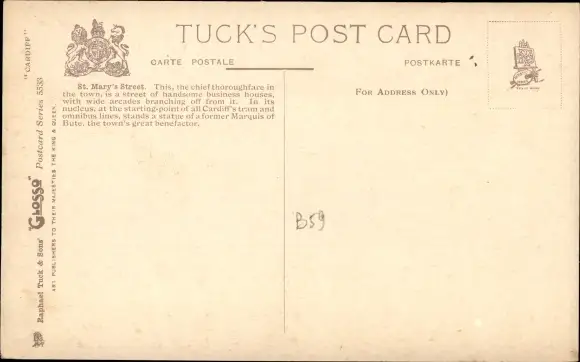 TUCK'S POST CARD
CARTE POSTALE
POSTKARTE
St. Mary's Street. This, the chief thoroughfare in
the town, is a street of handsome business houses,
with wide arcades branching off from it. In its
nucleus, at the starting-point of all Cardiff's tram and
omnibus lines, stands a statue of a former Marquis of
Bute, the town's great benefactor.
FOR ADDRESS ONLY)
B59
"CARDIFF"
Raphael Tuck & Sons' "GLOSSO" Postcard Series 5533
ART PUBLISHERS TO THEIR MAJESTIES THE KING & QUEEN.